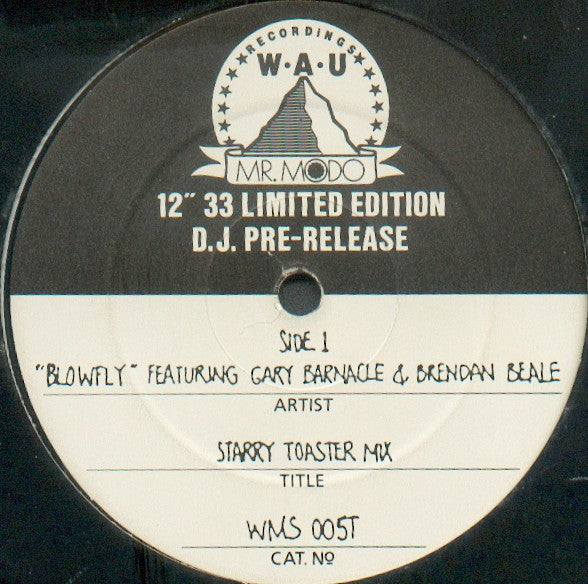 RECORDINGS
W·A·U
MR. MODO
12" 33 LIMITED EDITION
D.J. PRE-RELEASE
SIDE 1
"BLOWFLY" FEATURING GARY BARNACLE & BRENDAN BEALE
ARTIST
STARRY TOASTER MIX
TITLE
WMS 005T
CAT. Nº